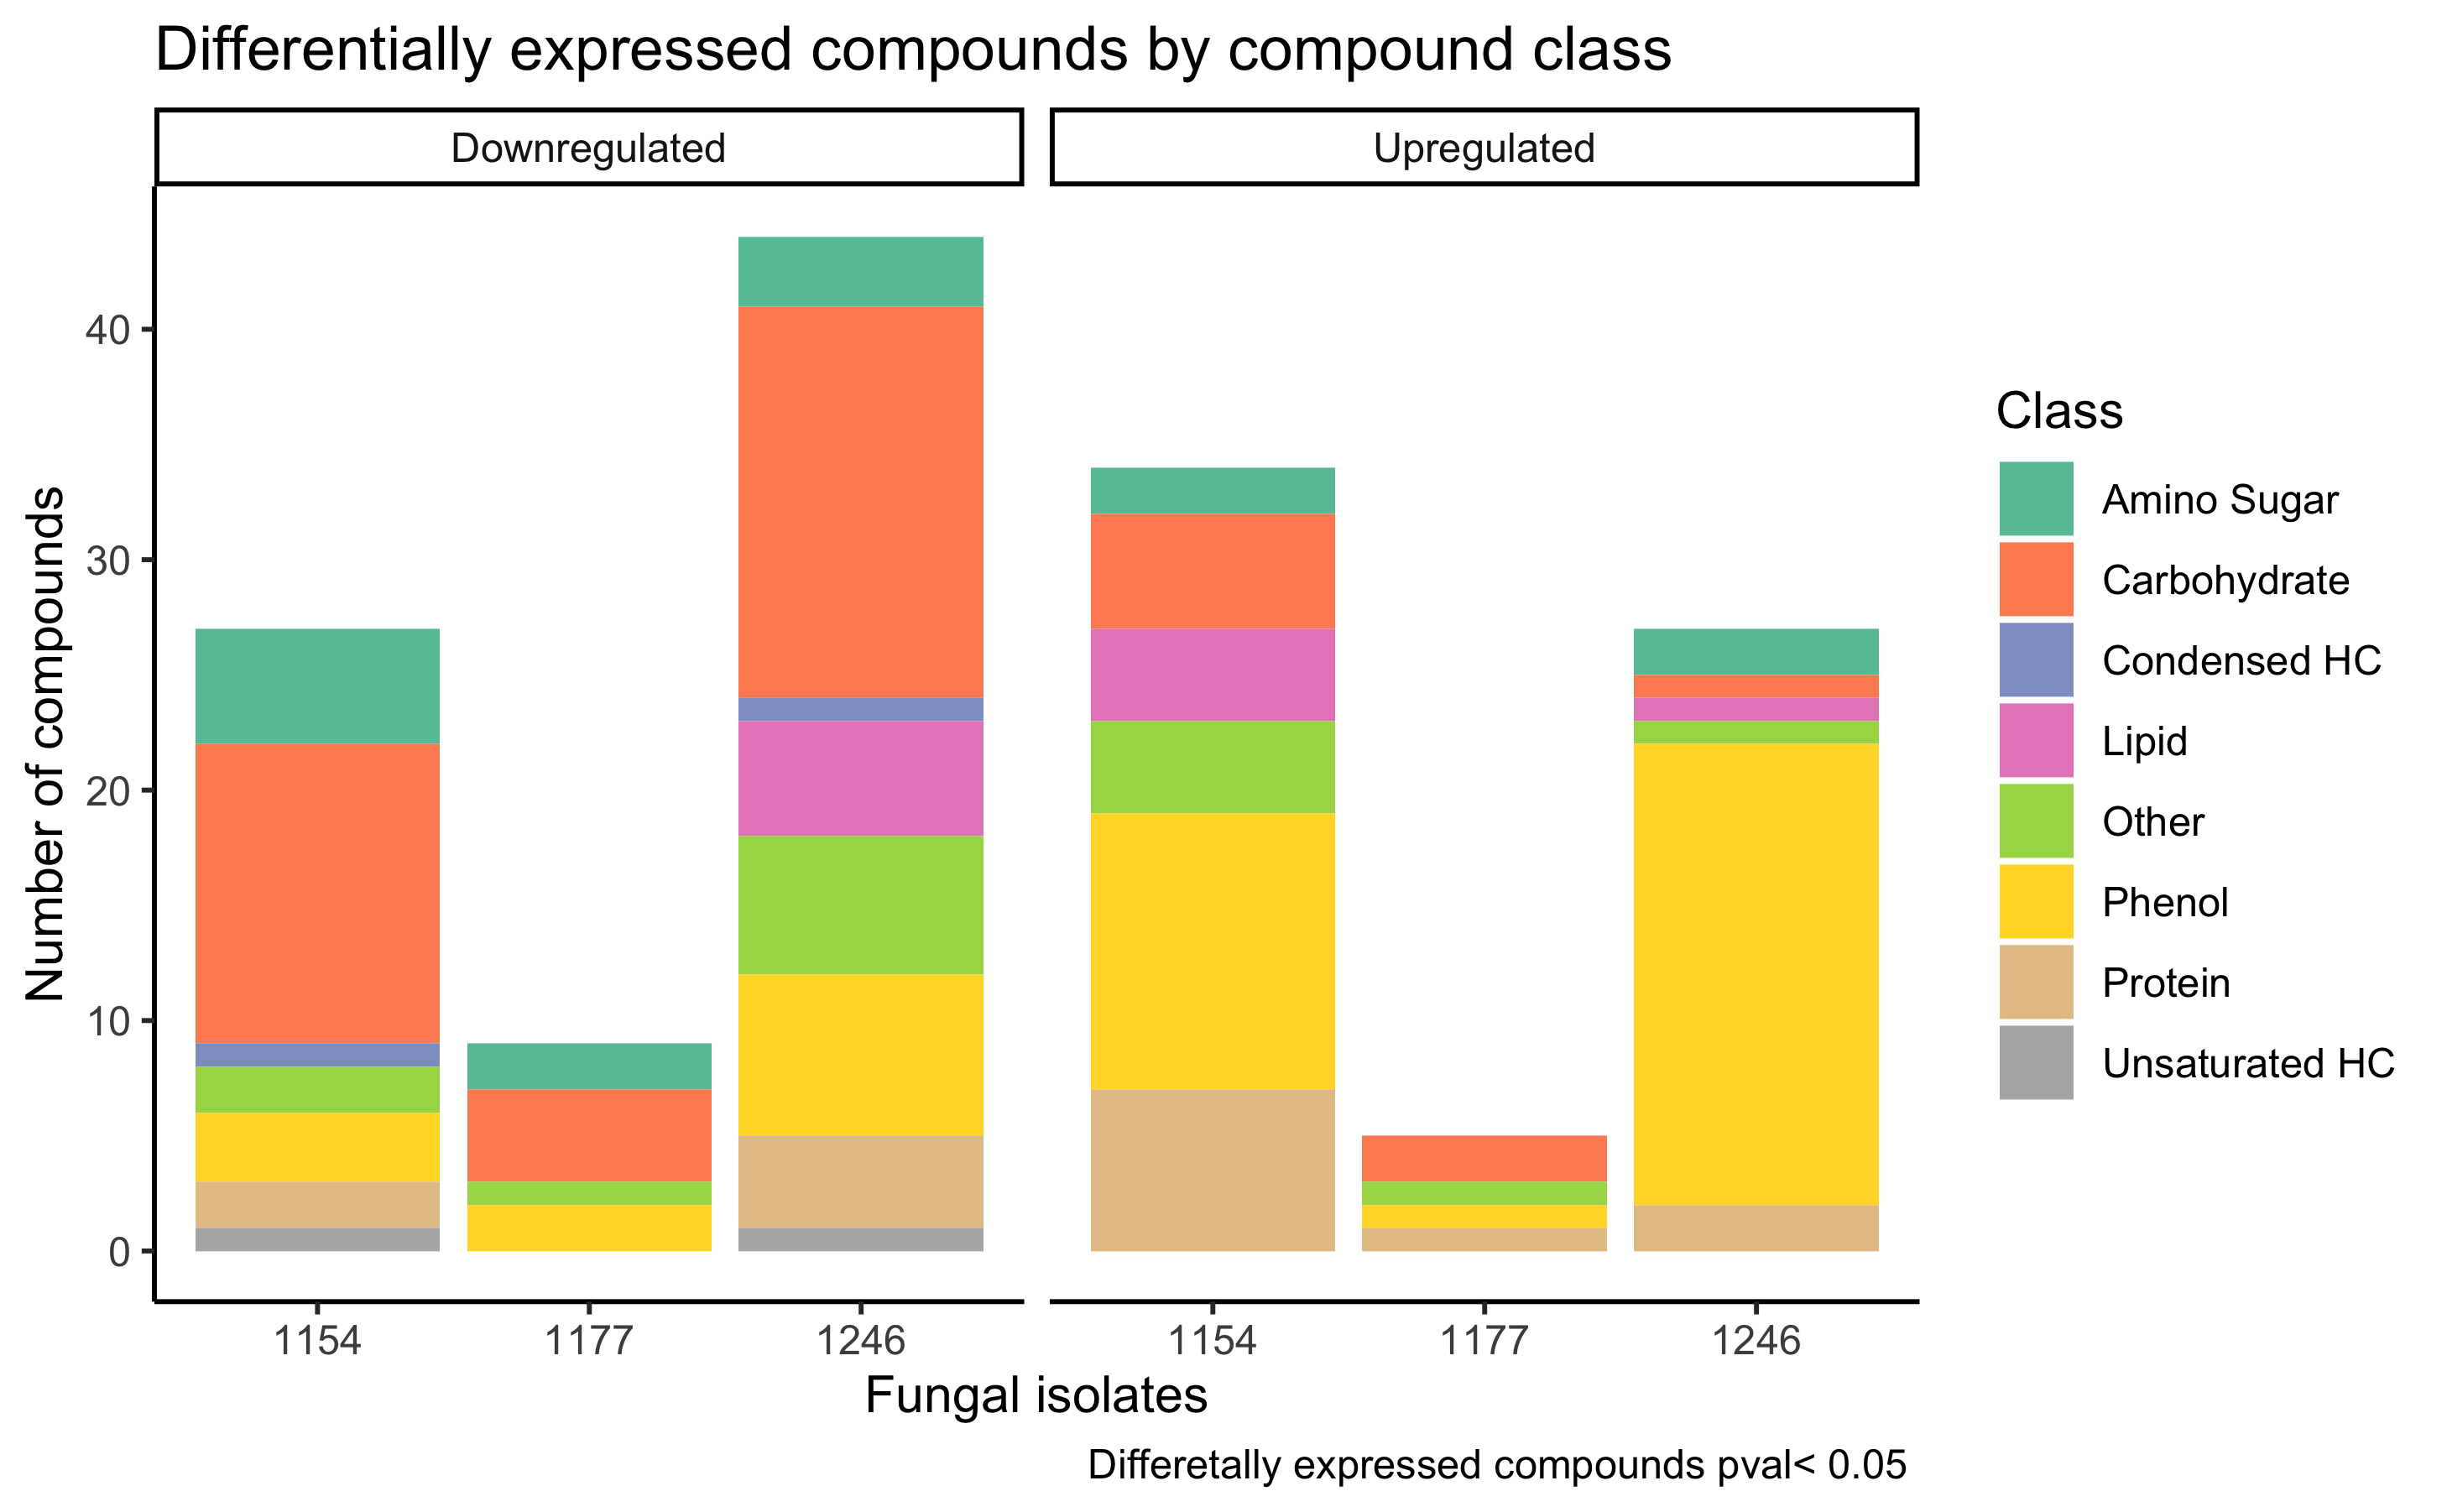 Differentially expressed compounds by compound class
Downregulated
Upregulated
Number of compounds
40
30
20
10
0
1154
1177
1246
1154
1177
1246
Fungal isolates
Differetally expressed compounds pval< 0.05
Class
Amino Sugar
Carbohydrate
Condensed HC
Lipid
Other
Phenol
Protein
Unsaturated HC